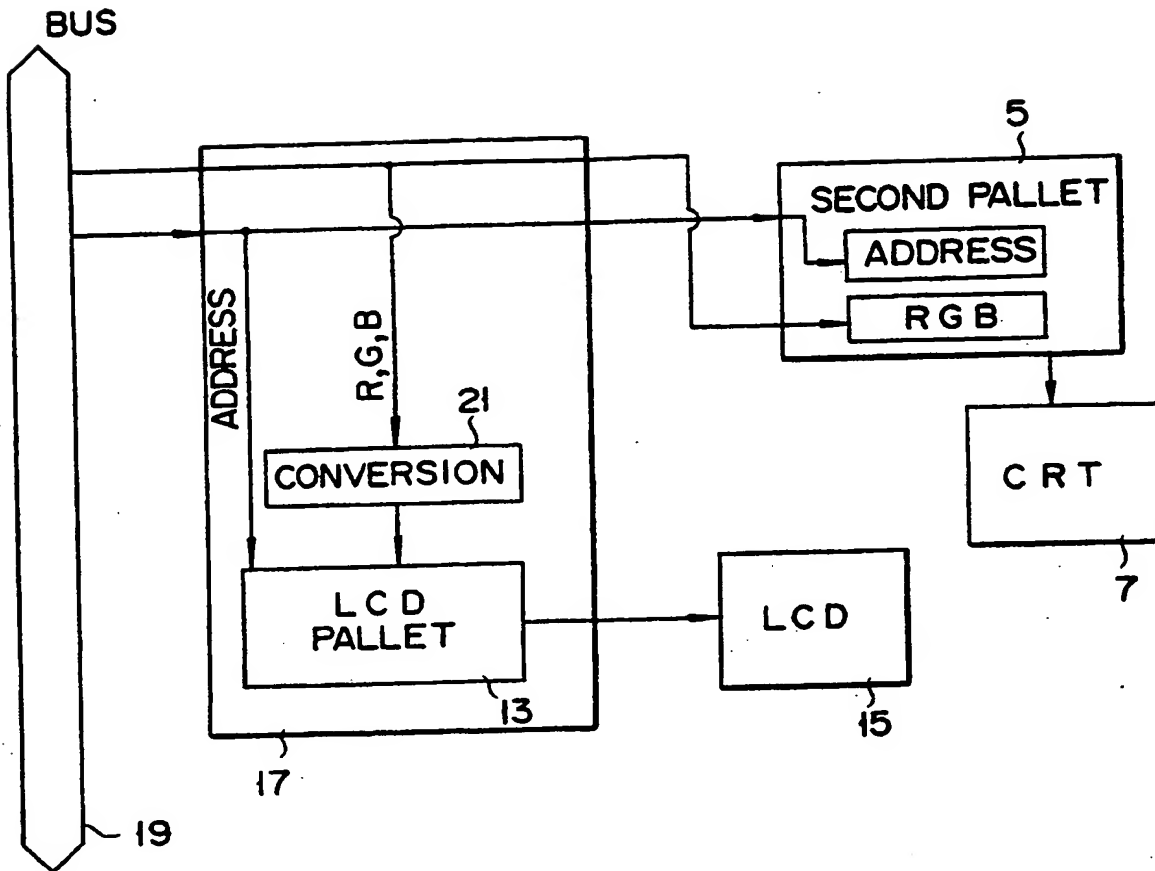 BUS
5
SECOND PALLET
ADDRESS
RGB
ADDRESS
R,G,B
21
CONVERSION
CRT
7
LCD
PALLET
13
LCD
15
17
19